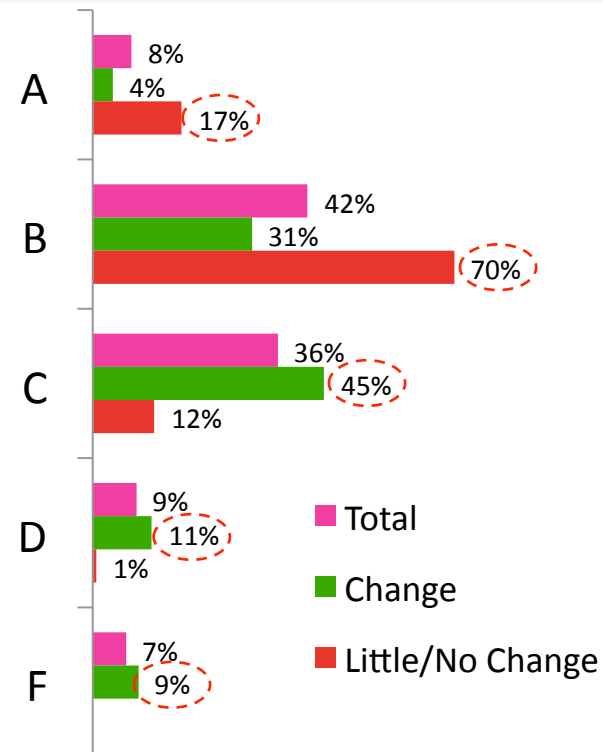 8%
A
4%
17%
42%
B
31%
70%
36%
C
45%
12%
9%
D
11%
1%
Total
Change
Little/No Change
7%
F
9%